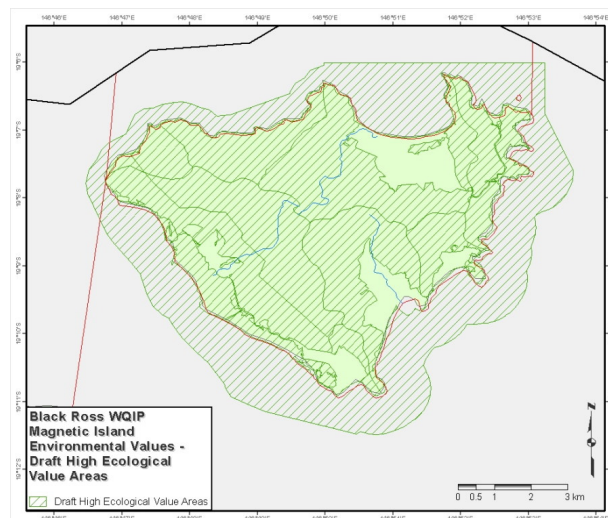 146°46'E 146°47'E 146°48'E 146°49'E 146°50'E 146°51'E 146°52'E 146°53'E 146°54'E
19°6'S
19°7'S
19°8'S
19°9'S
19°10'S
19°11'S
19°12'S
Black Ross WQIP
Magnetic Island
Environmental Values -
Draft High Ecological
Value Areas
Draft High Ecological Value Areas
N
0 0.5 1 2 3 km